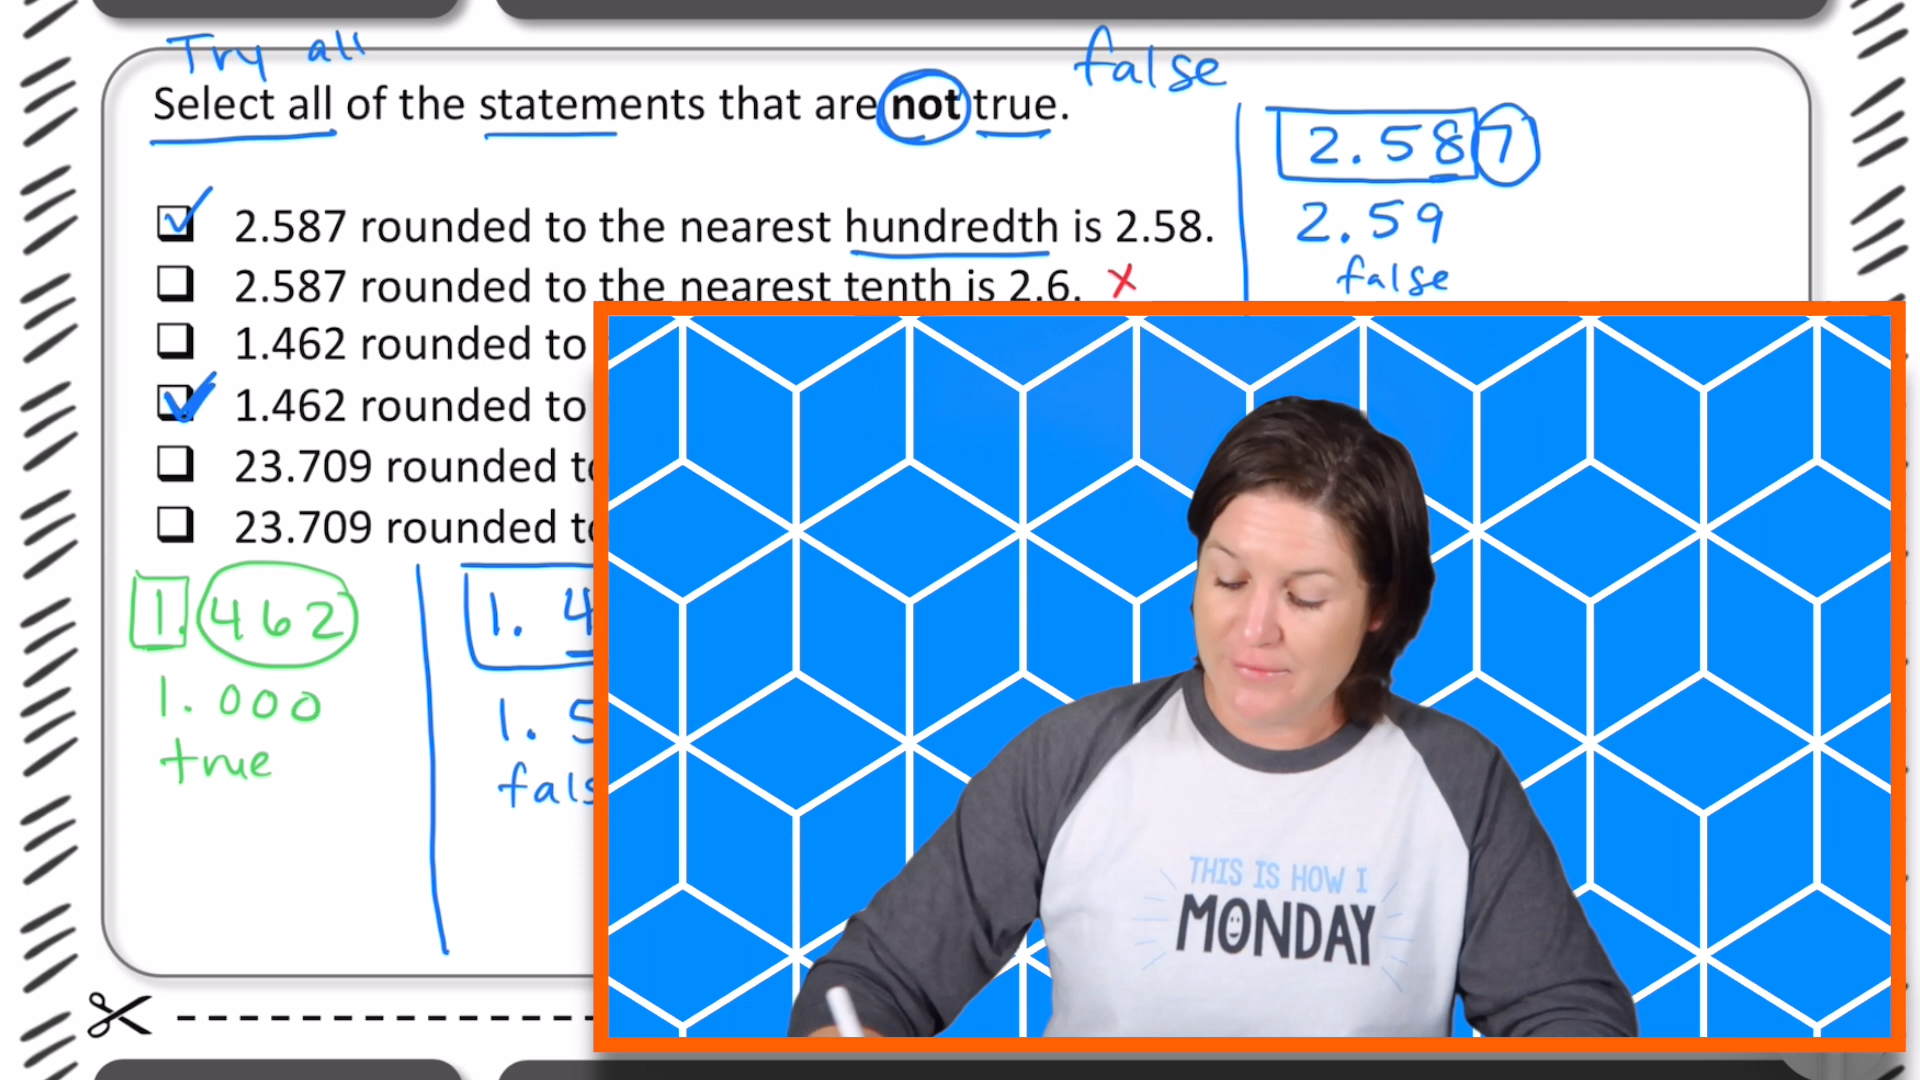 Try all
false
Select all of the statements that are not true.
2.587 rounded to the nearest hundredth is 2.58.
2.587 rounded to the nearest tenth is 2.6. x
1.462 rounded to
1.462 rounded to
23.709 rounded
23.709 rounded
2.587
2.59
false
1.462
1.000
true
1. 4
1. 5
THIS IS HOW I
MONDAY